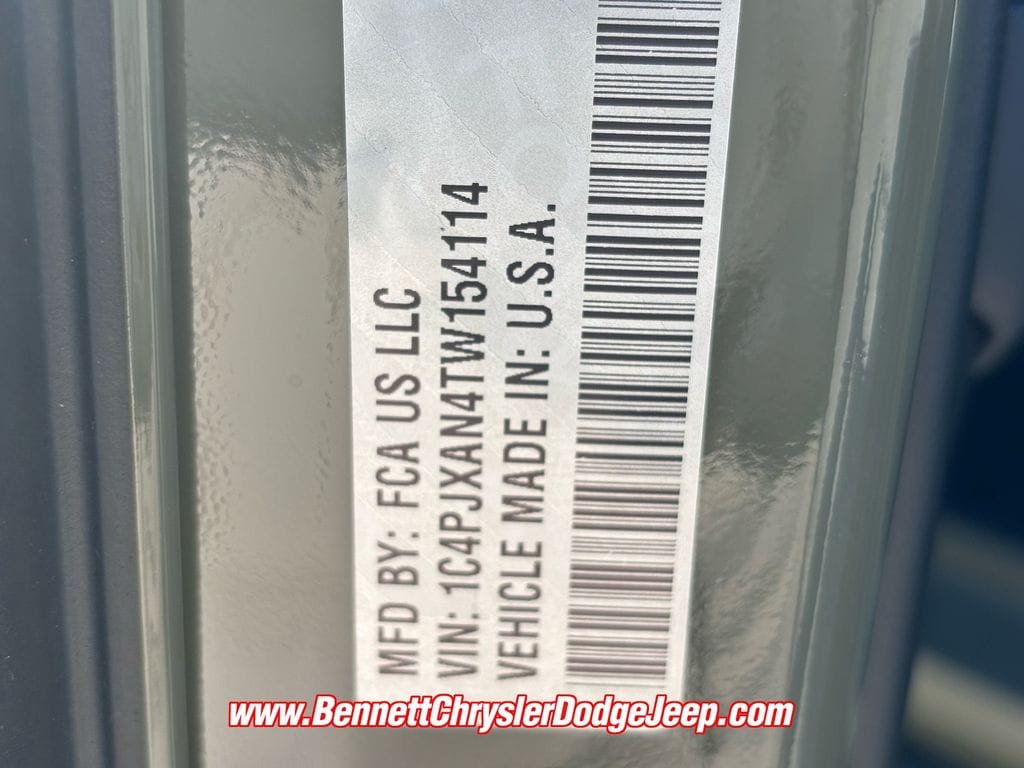 MFD BY: FCA US LLC
VIN: 1C4PJXAN4TW154114
VEHICLE MADE IN: U.S.A.
www.BennettChryslerDodgeJeep.com